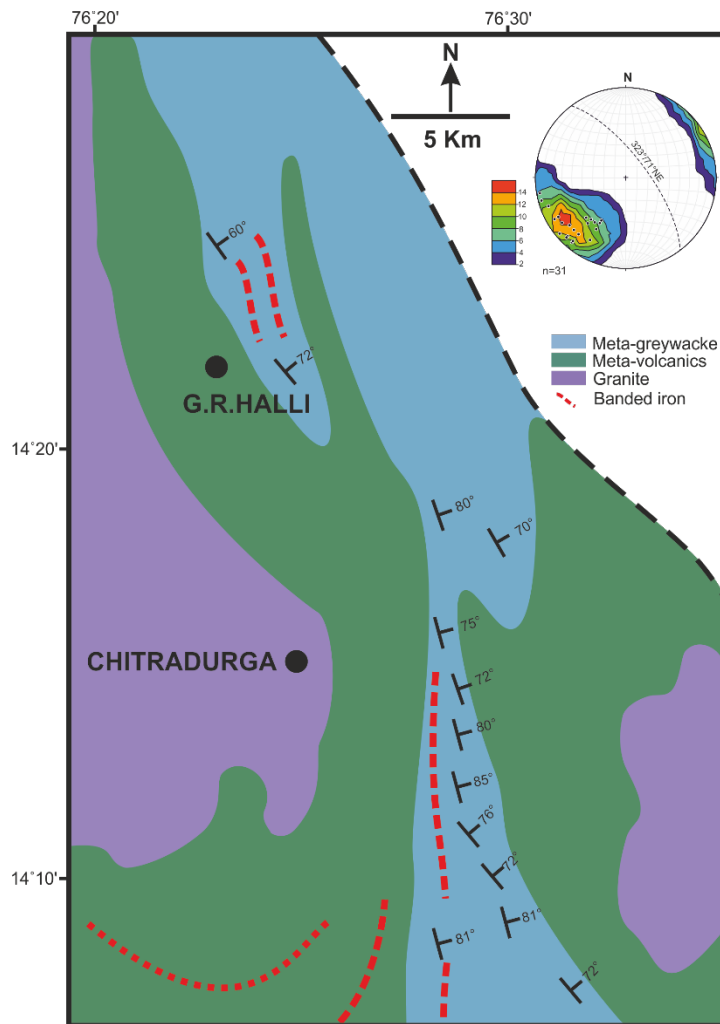 76˚20'
76˚30'
N
5 Km
N
323°71°NE
14
12
10
8
6
4
2
n=31
60°
72°
G.R.HALLI
Meta-greywacke
Meta-volcanics
Granite
Banded iron
14˚20'
80°
70°
75°
CHITRADURGA
72°
80°
85°
76°
14˚10'
72°
81°
81°
72°